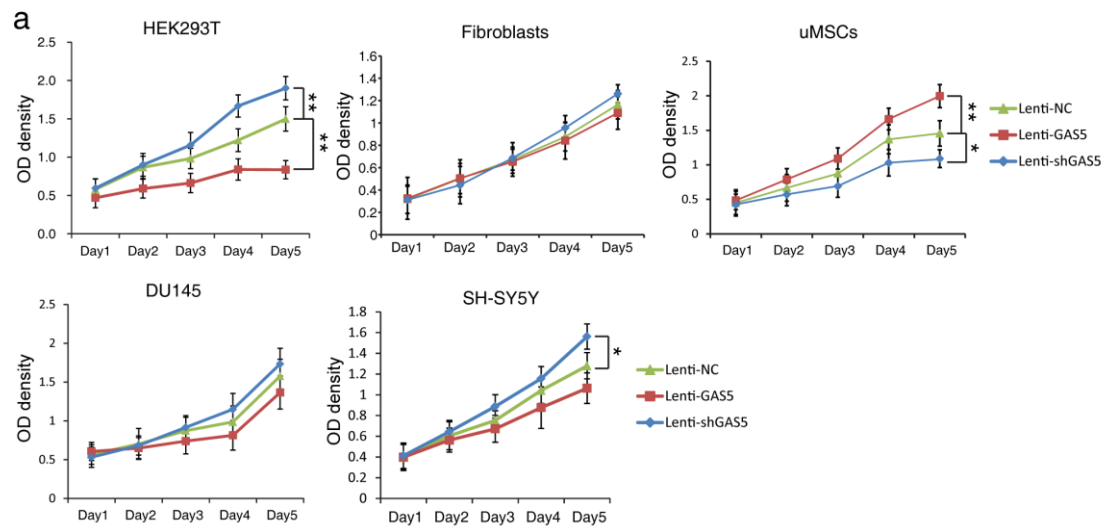 a
HEK293T
OD density
2.5
2.0
1.5
1.0
0.5
0.0
Day1 Day2 Day3 Day4 Day5
**
**
Fibroblasts
OD density
1.6
1.4
1.2
1
0.8
0.6
0.4
0.2
0
Day1 Day2 Day3 Day4 Day5
uMSCs
OD density
2.5
2
1.5
1
0.5
0
Day1 Day2 Day3 Day4 Day5
**
*
Lenti-NC
Lenti-GAS5
Lenti-shGAS5
DU145
OD density
2.5
2
1.5
1
0.5
0
Day1 Day2 Day3 Day4 Day5
SH-SY5Y
OD density
1.8
1.6
1.4
1.2
1
0.8
0.6
0.4
0.2
0
Day1 Day2 Day3 Day4 Day5
*
Lenti-NC
Lenti-GAS5
Lenti-shGAS5